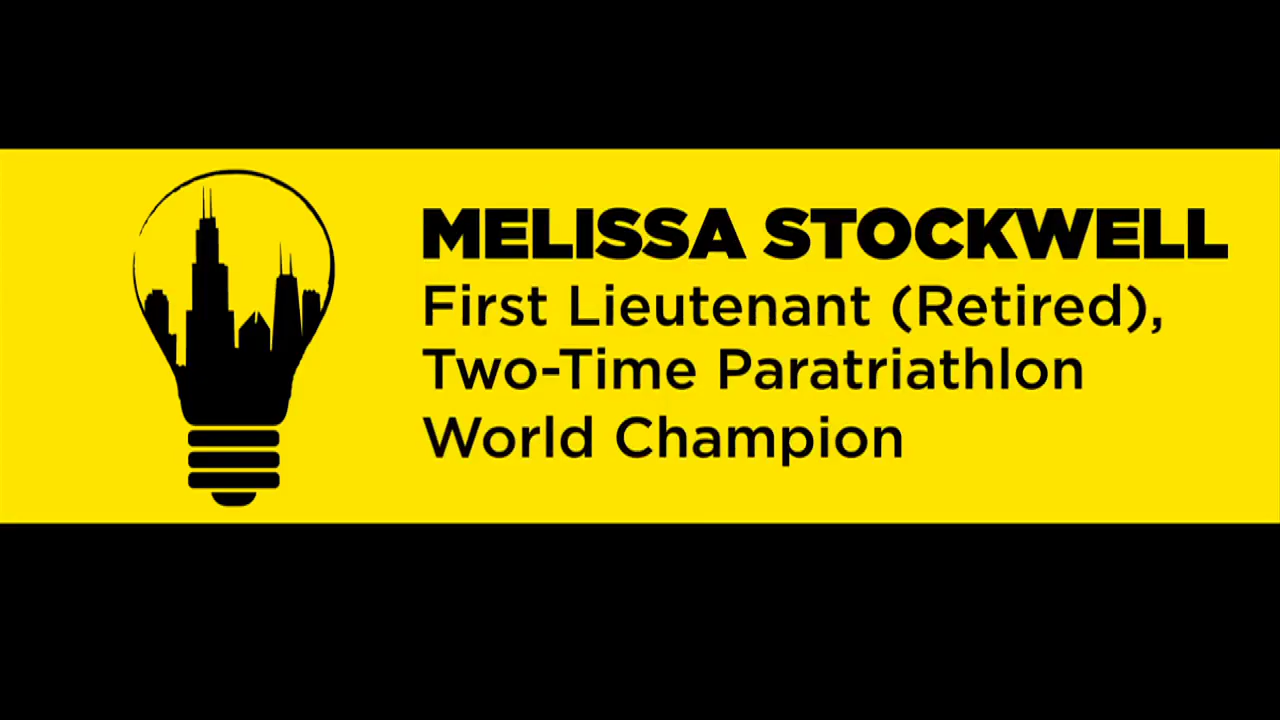 MELISSA STOCKWELL
First Lieutenant (Retired),
Two-Time Paratriathlon
World Champion